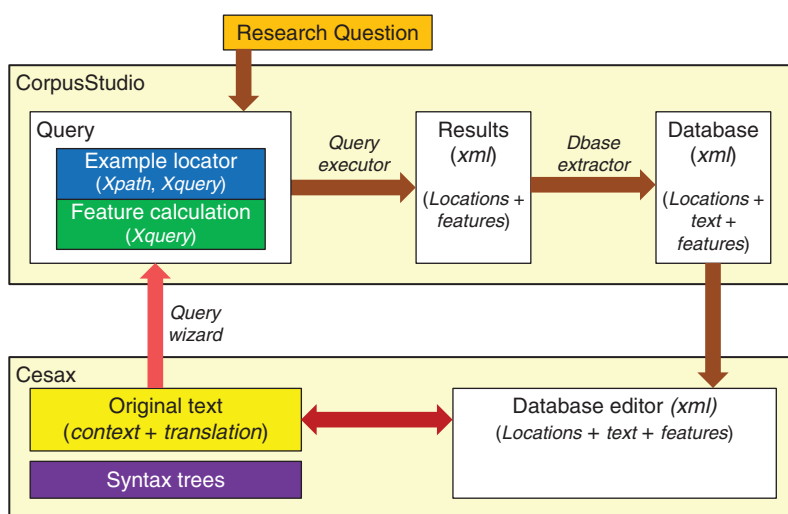 Research Question
CorpusStudio
Query
Example locator
(Xpath, Xquery)
Feature calculation
(Xquery)
Query
executor
Results
(xml)
(Locations +
features)
Dbase
extractor
Database
(xml)
(Locations +
text +
features)
Query
wizard
Cesax
Original text
(context + translation)
Syntax trees
Database editor (xml)
(Locations + text + features)